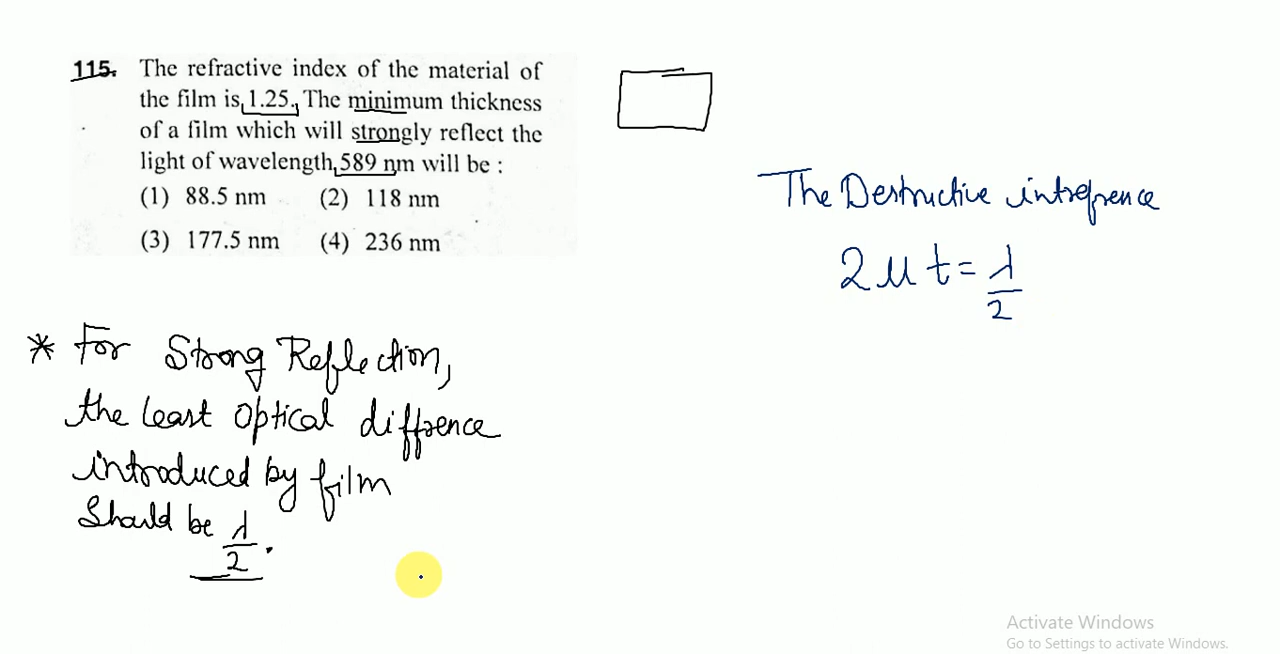 115. The refractive index of the material of
the film is 1.25. The minimum thickness
of a film which will strongly reflect the
light of wavelength 589 nm will be :
(1) 88.5 nm (2) 118 nm
(3) 177.5 nm (4) 236 nm
The Destructive intrefrence
2 μ t = λ/2
* For Strong Reflection,
the least optical diffrence
introduced by film
Should be λ/2.
Activate Windows
Go to Settings to activate Windows.